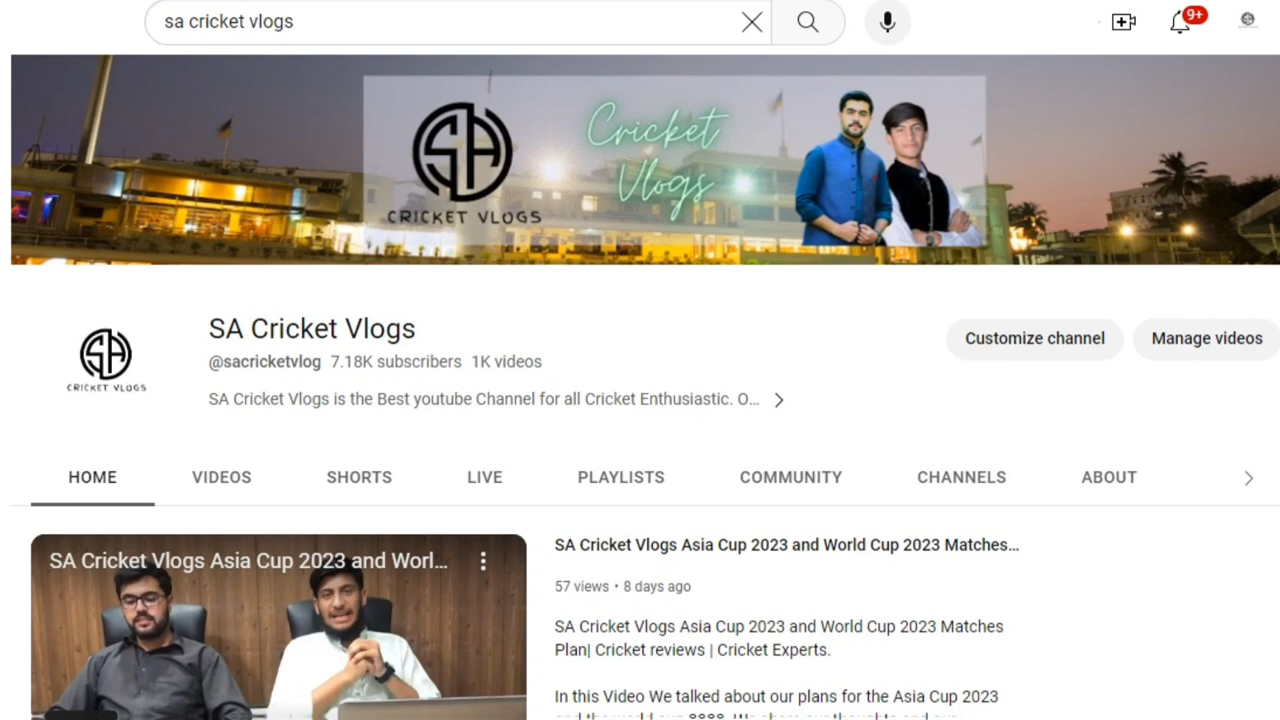 sa cricket vlogs
9+
SA
CRICKET VLOGS
Cricket
Vlogs
SA
CRICKET VLOGS
SA Cricket Vlogs
@sacricketvlog 7.18K subscribers 1K videos
SA Cricket Vlogs is the Best youtube Channel for all Cricket Enthusiastic. O...
Customize channel
Manage videos
HOME VIDEOS SHORTS LIVE PLAYLISTS COMMUNITY CHANNELS ABOUT
SA Cricket Vlogs Asia Cup 2023 and Worl...
SA Cricket Vlogs Asia Cup 2023 and World Cup 2023 Matches...
57 views • 8 days ago
SA Cricket Vlogs Asia Cup 2023 and World Cup 2023 Matches
Plan| Cricket reviews | Cricket Experts.
In this Video We talked about our plans for the Asia Cup 2023